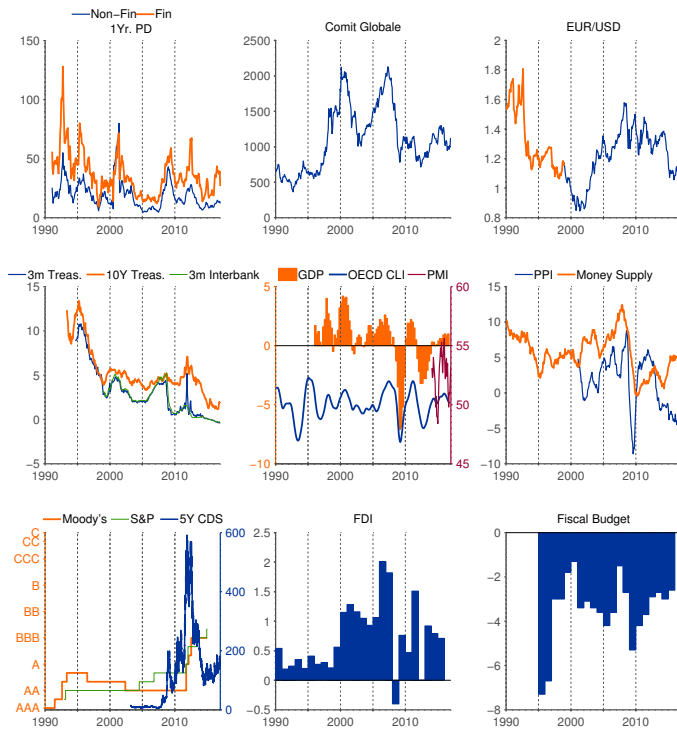 Non−Fin Fin
1Yr. PD
150
100
50
0
1990 2000 2010
Comit Globale
2500
2000
1500
1000
500
0
1990 2000 2010
EUR/USD
2
1.8
1.6
1.4
1.2
1
0.8
1990 2000 2010
3m Treas. 10Y Treas. 3m Interbank
15
10
5
0
−5
1990 2000 2010
GDP OECD CLI PMI
5 60
0 55
−5 50
−10 45
1990 2000 2010
PPI Money Supply
15
10
5
0
−5
−10
1990 2000 2010
Moody's S&P 5Y CDS
C 600
CC
CCC
B 400
BB
BBB
A 200
AA
AAA 0
1990 2000 2010
FDI
2.5
2
1.5
1
0.5
0
−0.5
1990 2000 2010
Fiscal Budget
0
−2
−4
−6
−8
1990 2000 2010